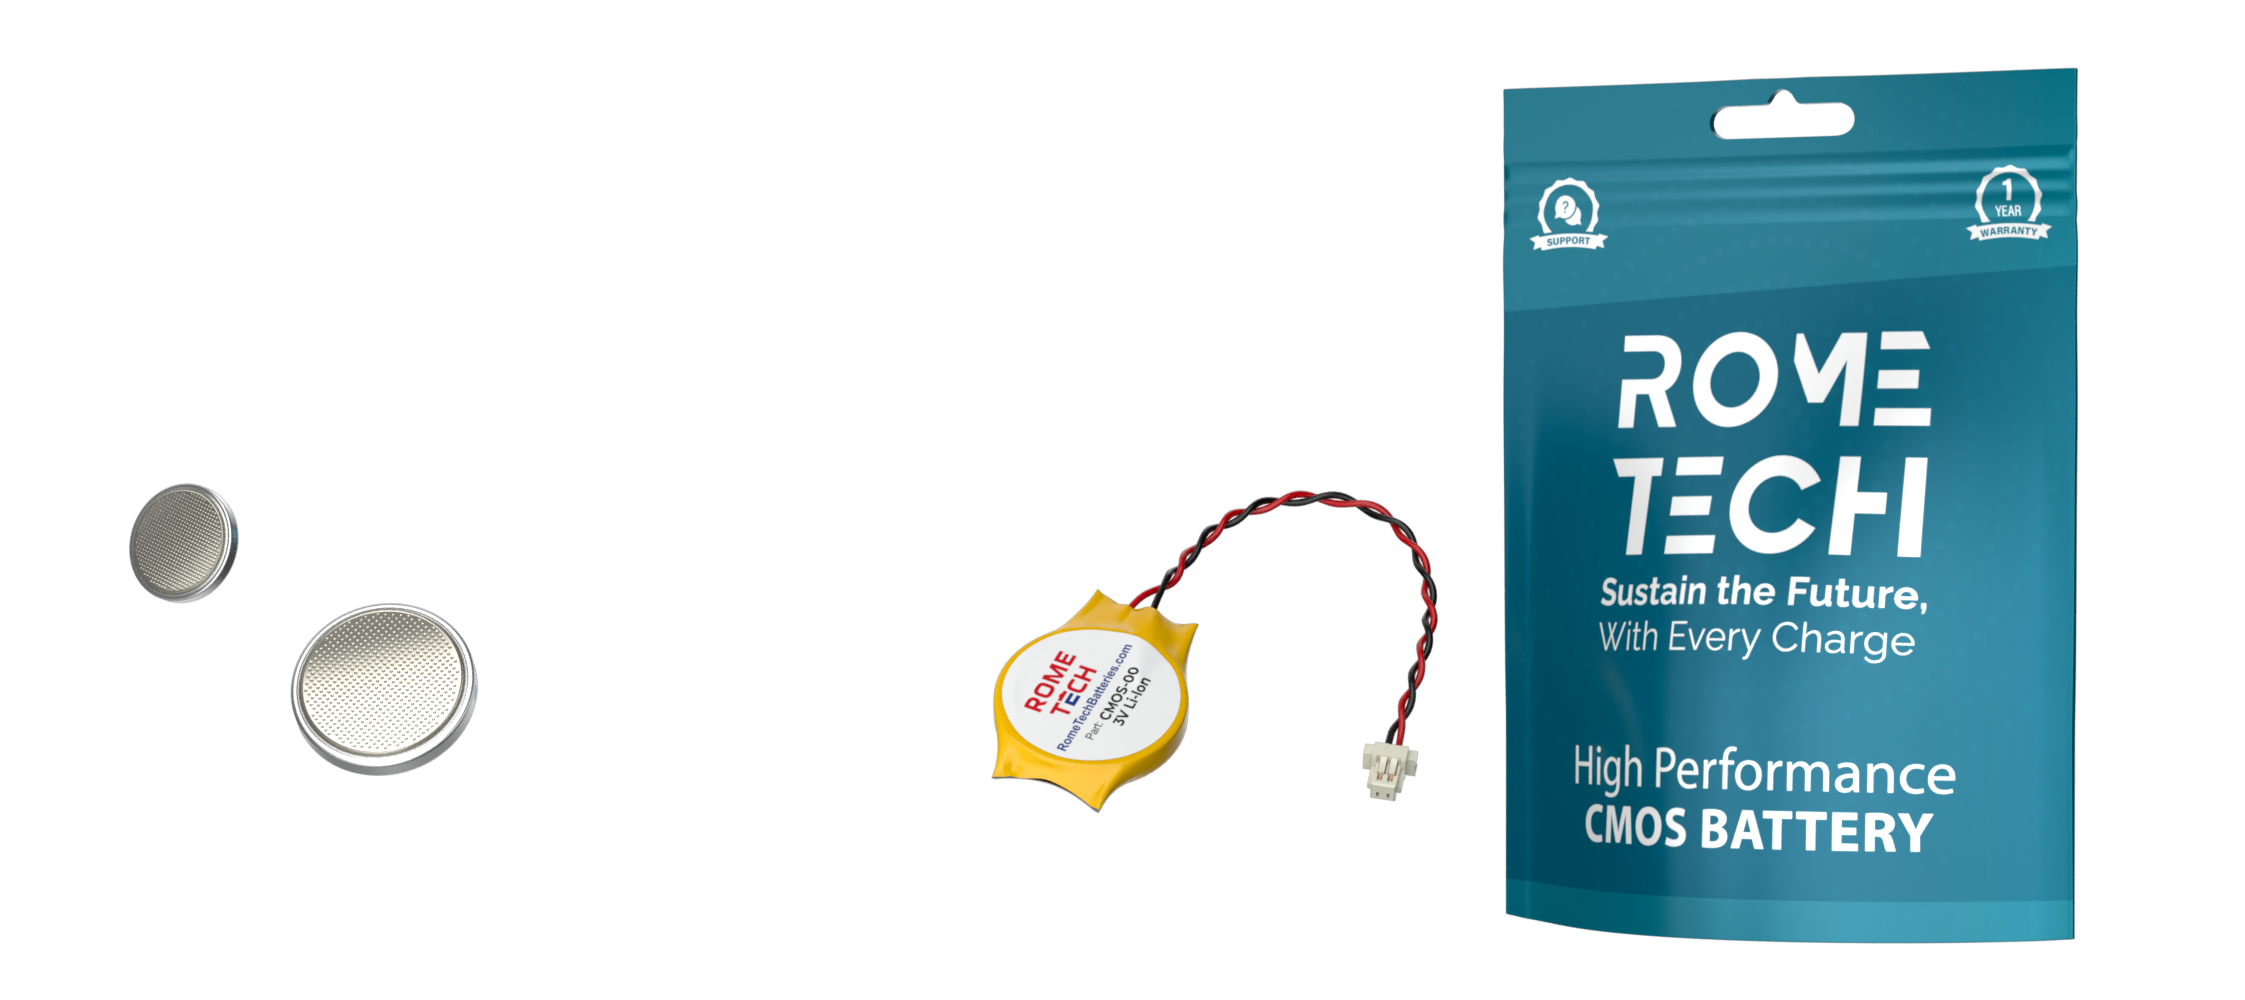 ROME
TECH
RomeTechBatteries.com
Part: CMOS-00
3V Li-Ion
?
SUPPORT
1
YEAR
WARRANTY
ROME
TECH
Sustain the Future,
With Every Charge
High Performance
CMOS BATTERY